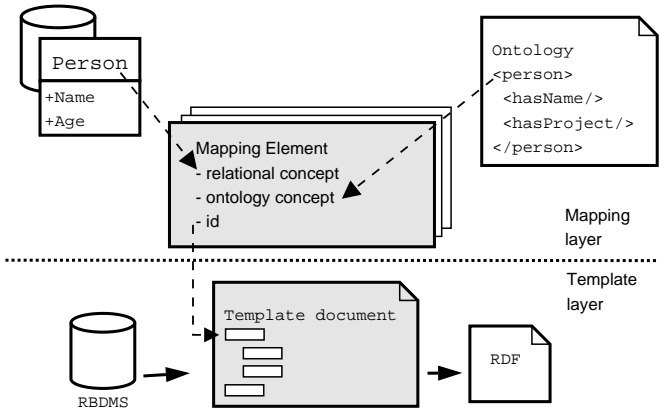 Person
+Name
+Age
Ontology
<person>
<hasName/>
<hasProject/>
</person>
Mapping Element
- relational concept
- ontology concept
- id
Mapping
layer
Template
layer
Template document
RBDMS
RDF